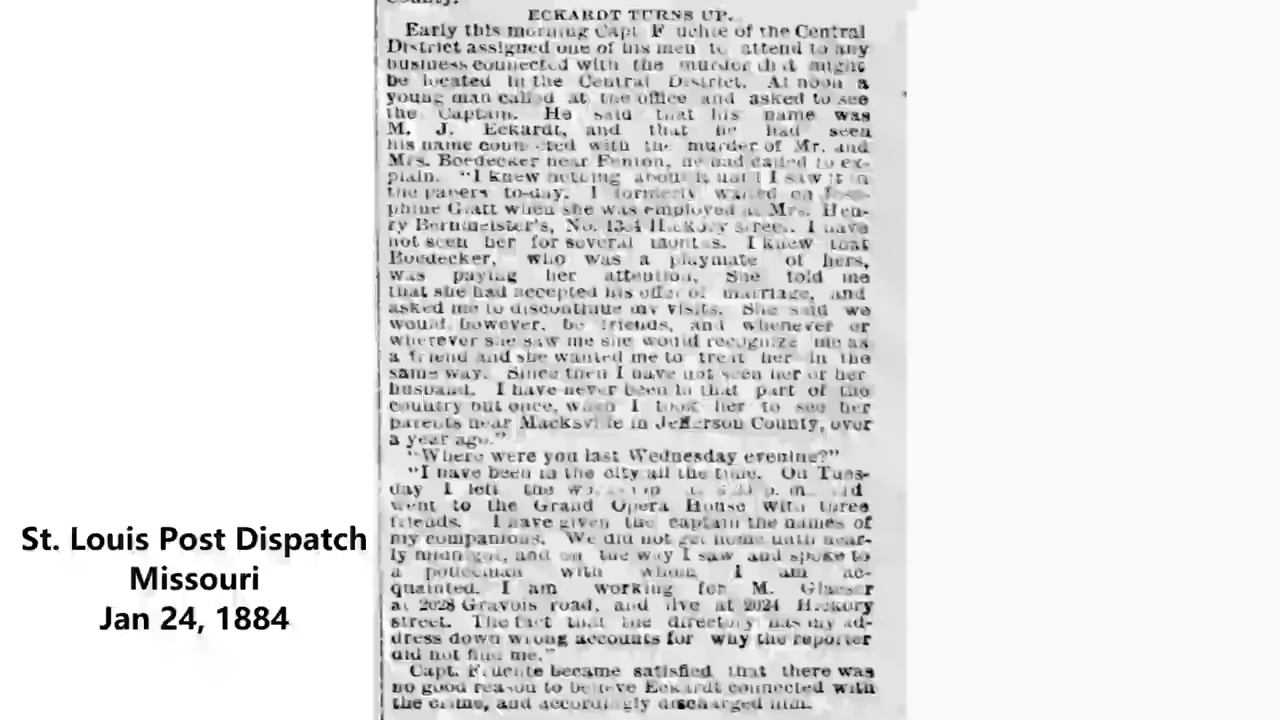 County.
ECKARDT TURNS UP.
Early this morning Capt F uchte of the Central
District assigned one of his men to attend to any
business connected with the murder that might
be located in the Central District. At noon a
young man called at the office and asked to see
the Captain. He said that his name was
M. J. Eckardt, and that he had seen
his name connected with the murder of Mr. and
Mrs. Boedecker near Fenton, he had called to ex-
plain. "I knew nothing about it until I saw it in
the papers to-day. I formerly waited on Jose-
phine Glatt when she was employed at Mrs. Hen-
ry Bernmeister's, No. Hickory street. I have
not seen her for several months. I knew that
Boedecker, who was a playmate of hers,
was paying her attention. She told me
that she had accepted his offer of marriage, and
asked me to discontinue my visits. She said we
would, however, be friends, and whenever or
wherever she saw me she would recognize me as
a friend and she wanted me to treat her in the
same way. Since then I have not seen her or her
husband. I have never been in that part of the
country but once, when I took her to see her
parents near Macksville in Jefferson County, over
a year ago."
"Where were you last Wednesday evening?"
"I have been in the city all the time. On Tues-
day I left the workshop at p. m. and
went to the Grand Opera House with three
friends. I have given the captain the names of
my companions. We did not get home until near-
ly midnight, and on the way I saw and spoke to
a policeman with whom I am ac-
quainted. I am working for M. Glaeser
at 2028 Gravois road, and live at 2024 Hickory
street. The fact that the directory has my ad-
dress down wrong accounts for why the reporter
did not find me."
Capt. became satisfied that there was
no good reason to believe Eckardt connected with
the crime, and accordingly discharged him.
St. Louis Post Dispatch
Missouri
Jan 24, 1884